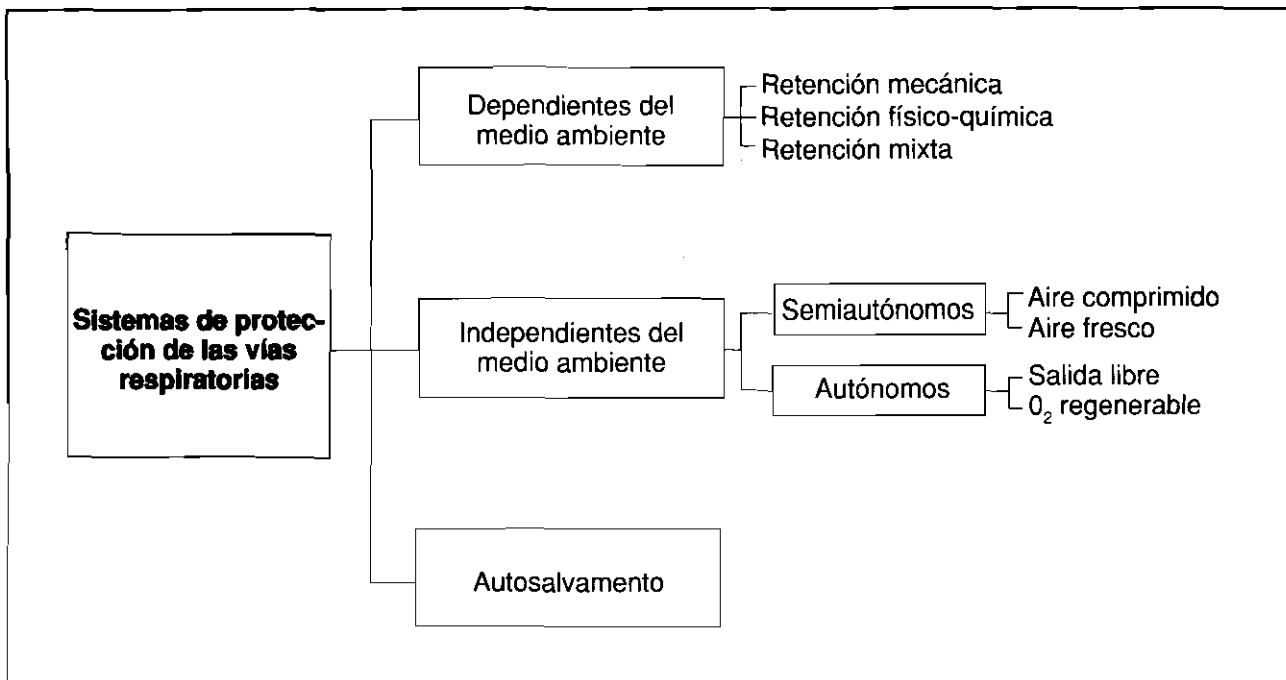 Dependientes del
medio ambiente
Retención mecánica
Retención físico-química
Retención mixta
Sistemas de protec-
ción de las vías
respiratorias
Independientes del
medio ambiente
Semiautónomos
Aire comprimido
Aire fresco
Autónomos
Salida libre
0₂ regenerable
Autosalvamento